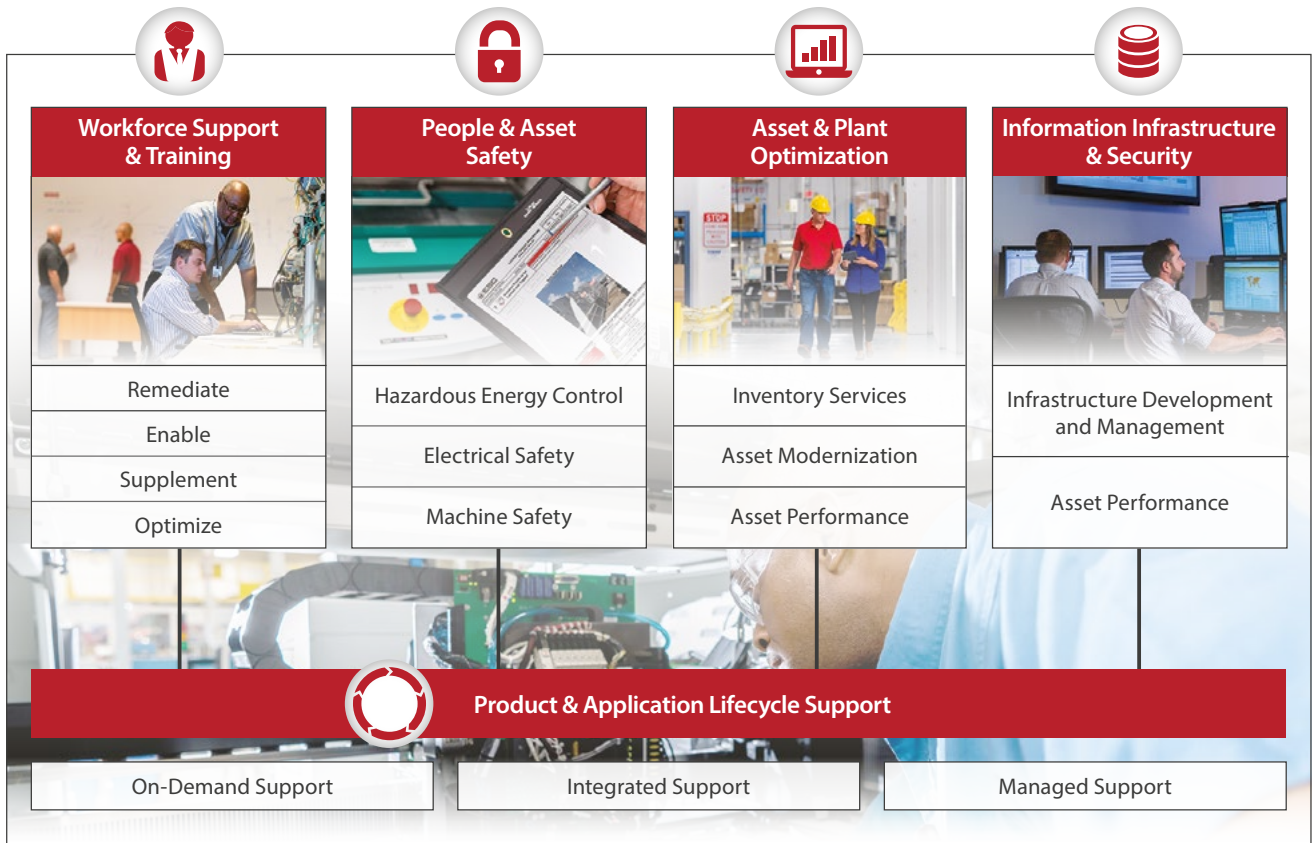 Workforce Support
& Training
People & Asset
Safety
Asset & Plant
Optimization
Information Infrastructure
& Security
STOP
Remediate
Enable
Supplement
Optimize
Hazardous Energy Control
Electrical Safety
Machine Safety
Inventory Services
Asset Modernization
Asset Performance
Infrastructure Development
and Management
Asset Performance
Product & Application Lifecycle Support
On-Demand Support
Integrated Support
Managed Support